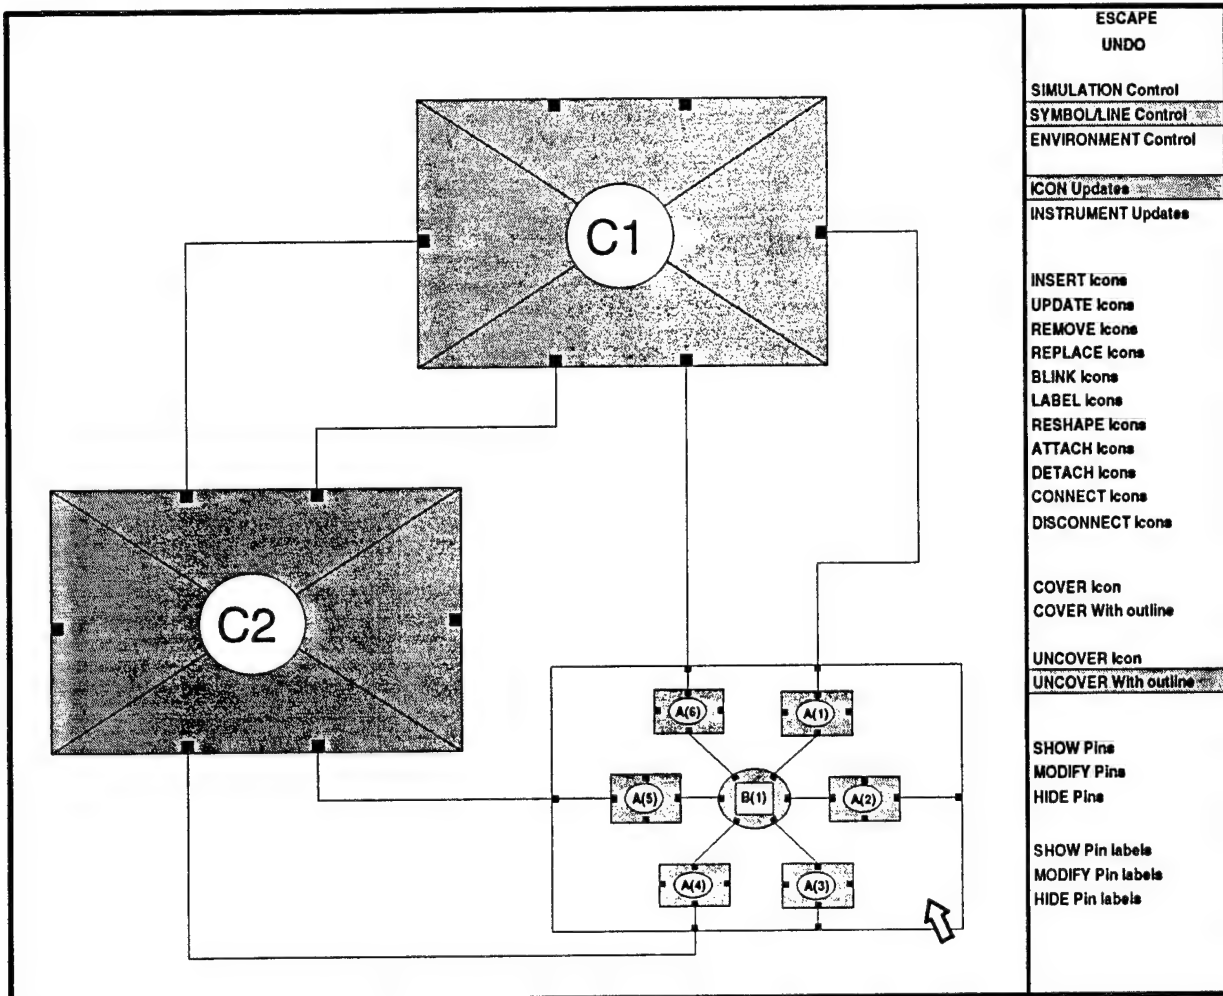 ESCAPE
UNDO
SIMULATION Control
SYMBOL/LINE Control
ENVIRONMENT Control
ICON Updates
INSTRUMENT Updates
INSERT Icons
UPDATE Icons
REMOVE Icons
REPLACE Icons
BLINK Icons
LABEL Icons
RESHAPE Icons
ATTACH Icons
DETACH Icons
CONNECT Icons
DISCONNECT Icons
COVER Icon
COVER With outline
UNCOVER Icon
UNCOVER With outline
SHOW Pins
MODIFY Pins
HIDE Pins
SHOW Pin labels
MODIFY Pin labels
HIDE Pin labels
C1
C2
A(6)
A(1)
A(5)
B(1)
A(2)
A(4)
A(3)